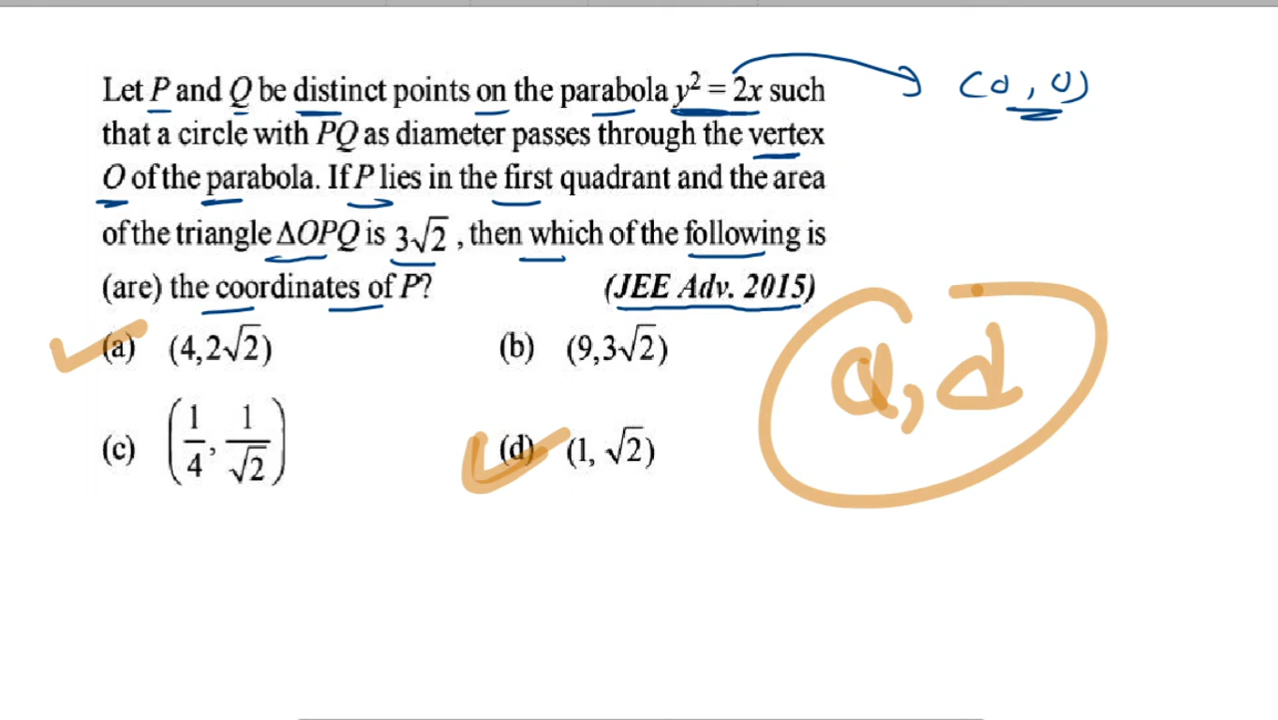 Let P and Q be distinct points on the parabola y² = 2x such
(0, 0)
that a circle with PQ as diameter passes through the vertex
O of the parabola. If P lies in the first quadrant and the area
of the triangle ΔOPQ is 3√2 , then which of the following is
(are) the coordinates of P? (JEE Adv. 2015)
(a) (4,2√2) (b) (9,3√2)
(c) (1/4, 1/√2) (d) (1, √2)
a, d